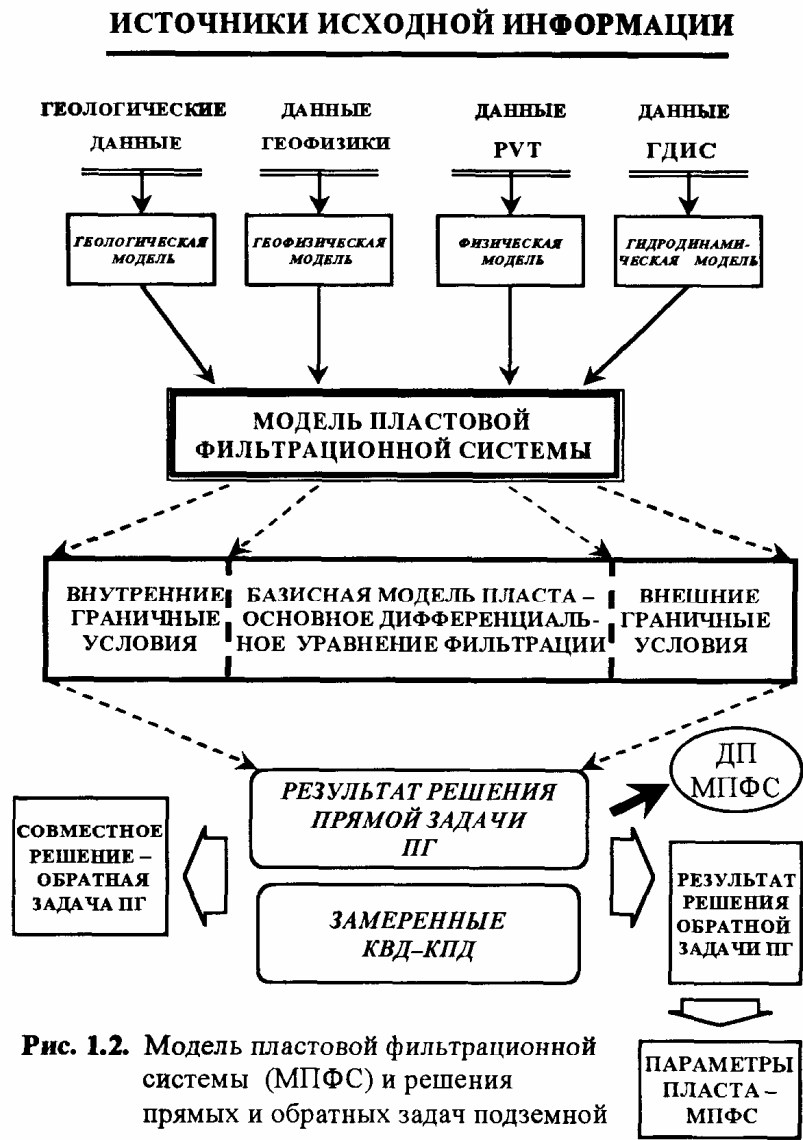 ИСТОЧНИКИ ИСХОДНОЙ ИНФОРМАЦИИ
ГЕОЛОГИЧЕСКИЕ
ДАННЫЕ
ДАННЫЕ
ГЕОФИЗИКИ
ДАННЫЕ
PVT
ДАННЫЕ
ГДИС
ГЕОЛОГИЧЕСКАЯ
МОДЕЛЬ
ГЕОФИЗИЧЕСКАЯ
МОДЕЛЬ
ФИЗИЧЕСКАЯ
МОДЕЛЬ
ГИДРОДИНАМИ-
ЧЕСКАЯ МОДЕЛЬ
МОДЕЛЬ ПЛАСТОВОЙ
ФИЛЬТРАЦИОННОЙ СИСТЕМЫ
ВНУТРЕННИЕ
ГРАНИЧНЫЕ
УСЛОВИЯ
БАЗИСНАЯ МОДЕЛЬ ПЛАСТА –
ОСНОВНОЕ ДИФФЕРЕНЦИАЛЬ-
НОЕ УРАВНЕНИЕ ФИЛЬТРАЦИИ
ВНЕШНИЕ
ГРАНИЧНЫЕ
УСЛОВИЯ
ДП
МПФС
РЕЗУЛЬТАТ РЕШЕНИЯ
ПРЯМОЙ ЗАДАЧИ
ПГ
СОВМЕСТНОЕ
РЕШЕНИЕ –
ОБРАТНАЯ
ЗАДАЧА ПГ
ЗАМЕРЕННЫЕ
КВД–КПД
РЕЗУЛЬТАТ
РЕШЕНИЯ
ОБРАТНОЙ
ЗАДАЧИ ПГ
ПАРАМЕТРЫ
ПЛАСТА –
МПФС
Рис. 1.2. Модель пластовой фильтрационной
системы (МПФС) и решения
прямых и обратных задач подземной